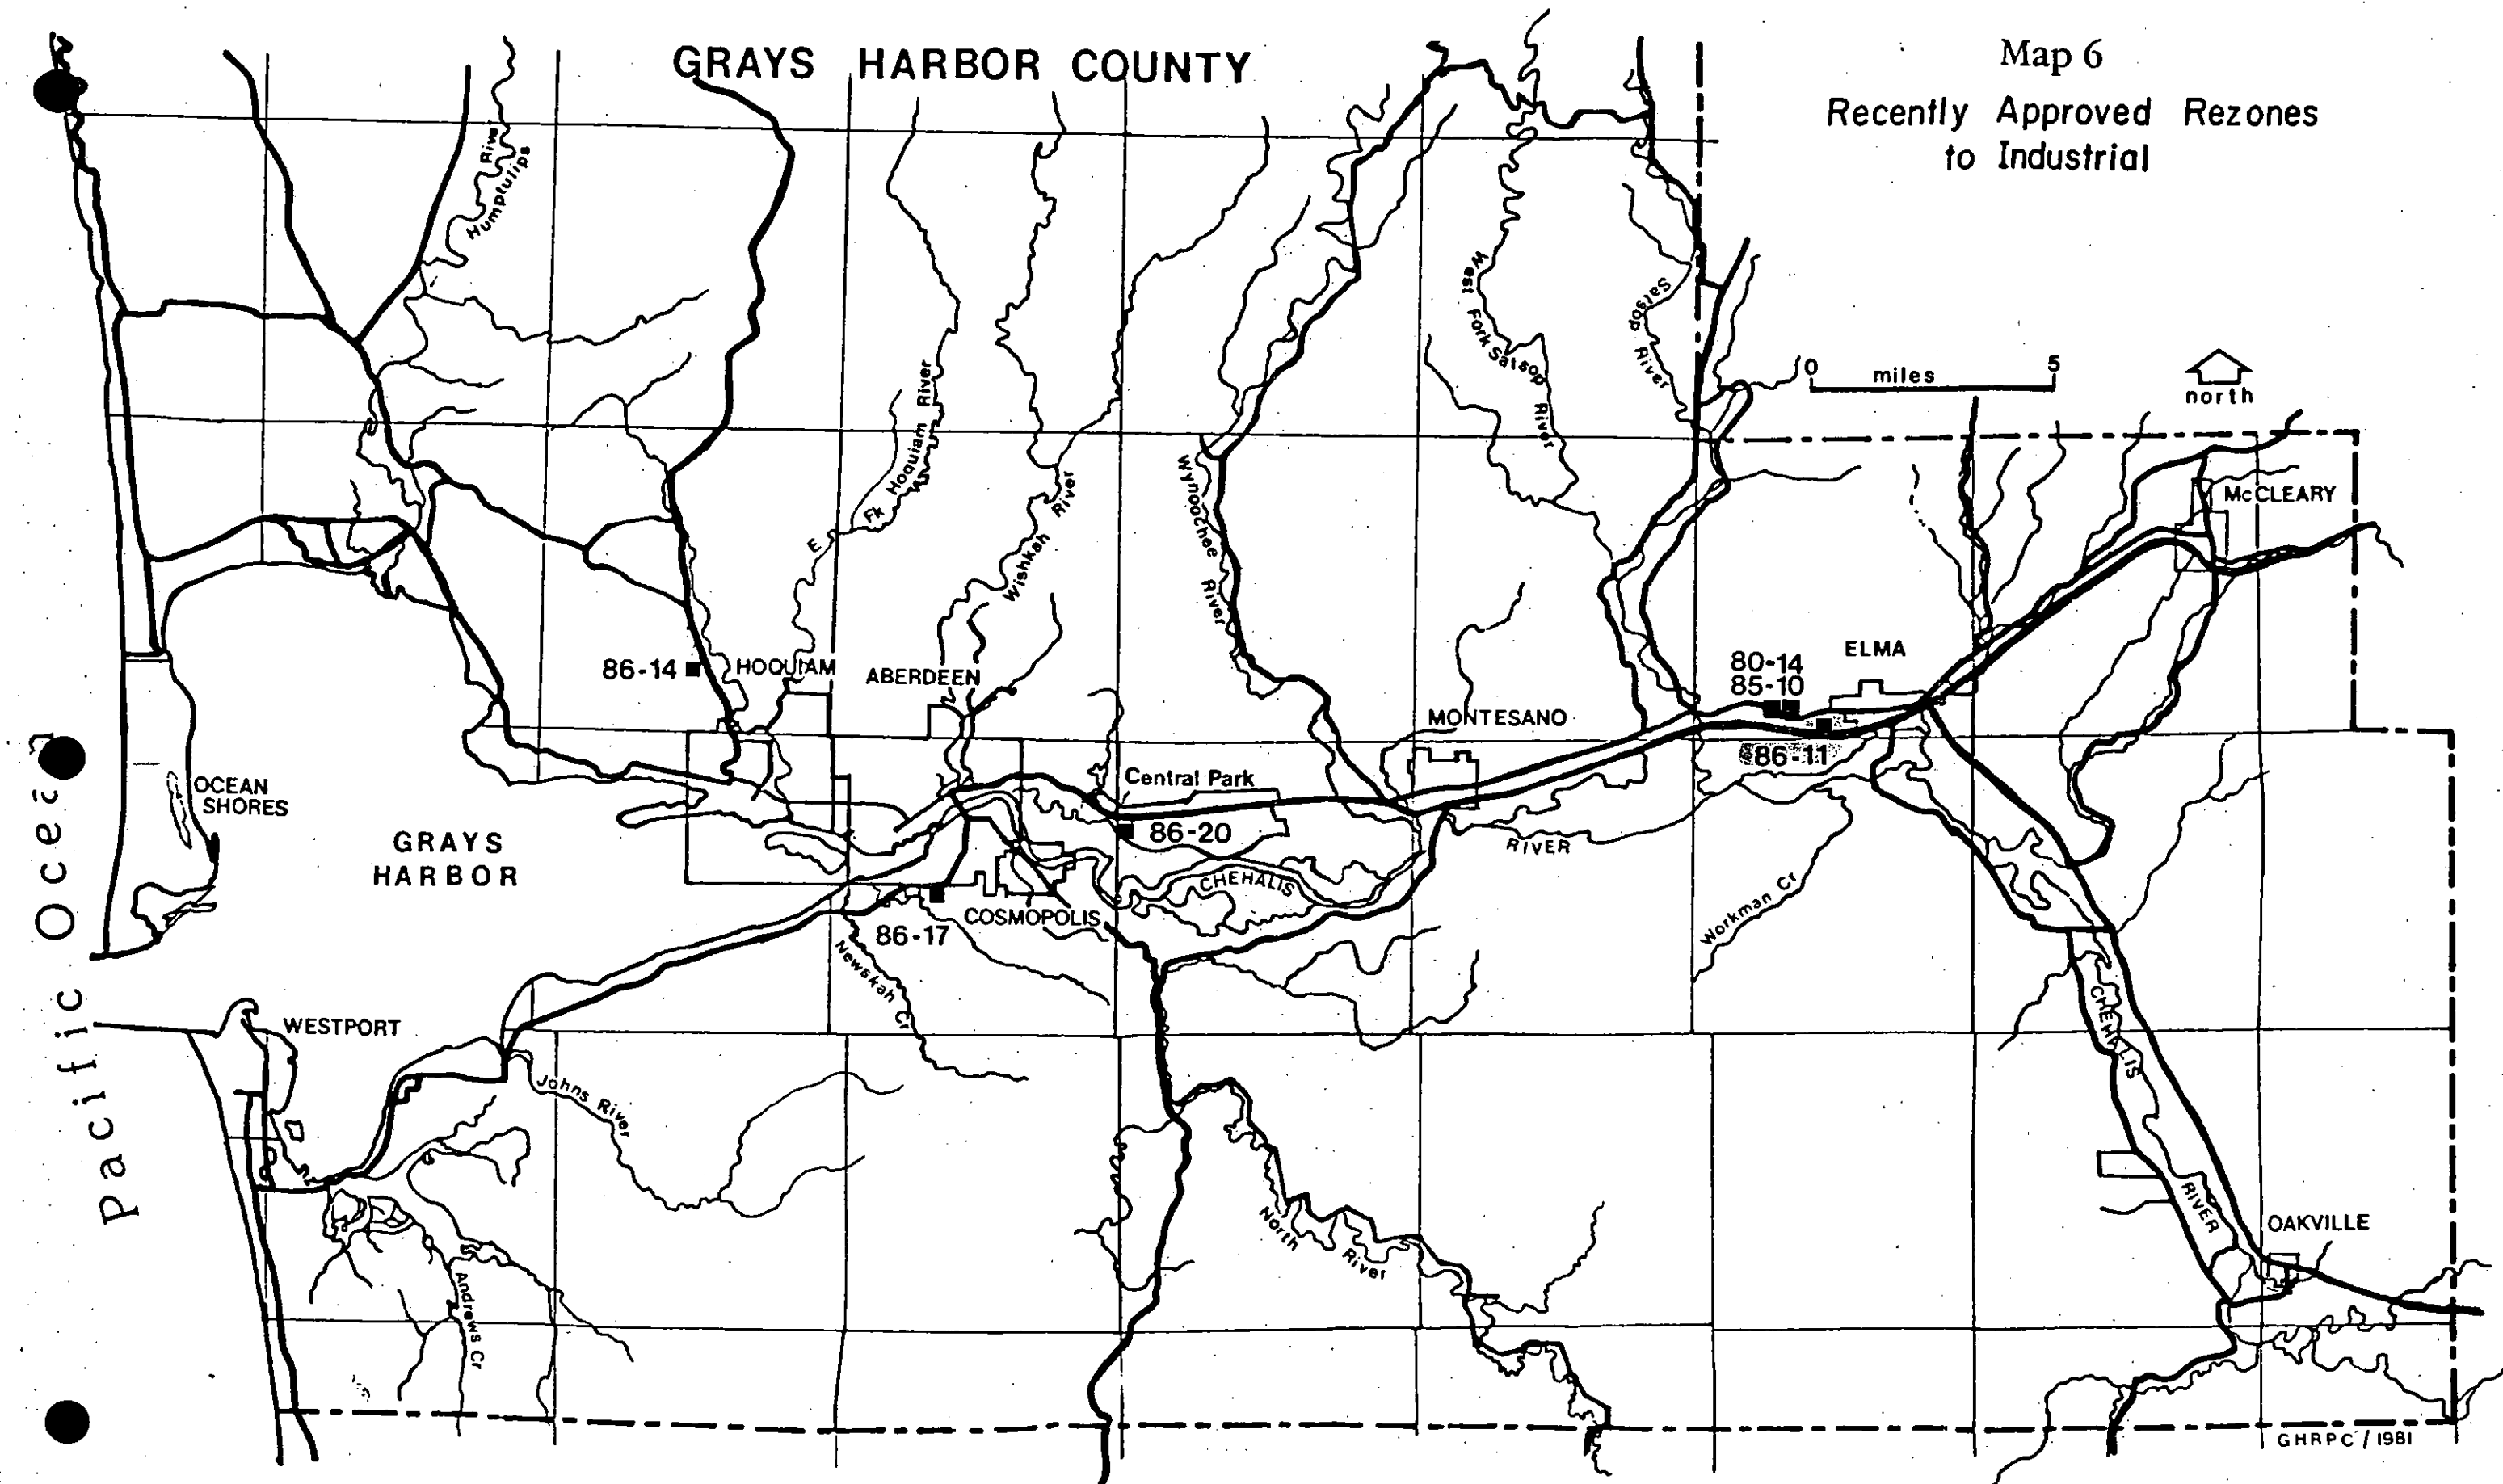 GRAYS HARBOR COUNTY
Map 6
Recently Approved Rezones
to Industrial
0 miles 5
north
Humptulips
River
West Fork Satsop River
Satsop River
E Fk Hoquiam River
Wishkah River
Wynoochee River
McCLEARY
86-14
HOQUIAM
ABERDEEN
MONTESANO
80-14
85-10
ELMA
86-11
Central Park
86-20
OCEAN
SHORES
GRAYS
HARBOR
Pacific Ocean
CHEHALIS
RIVER
COSMOPOLIS
86-17
Newskah Cr
Workman Cr
WESTPORT
Johns River
CHEHALIS
RIVER
North River
OAKVILLE
Andrews Cr
GHRPC / 1981